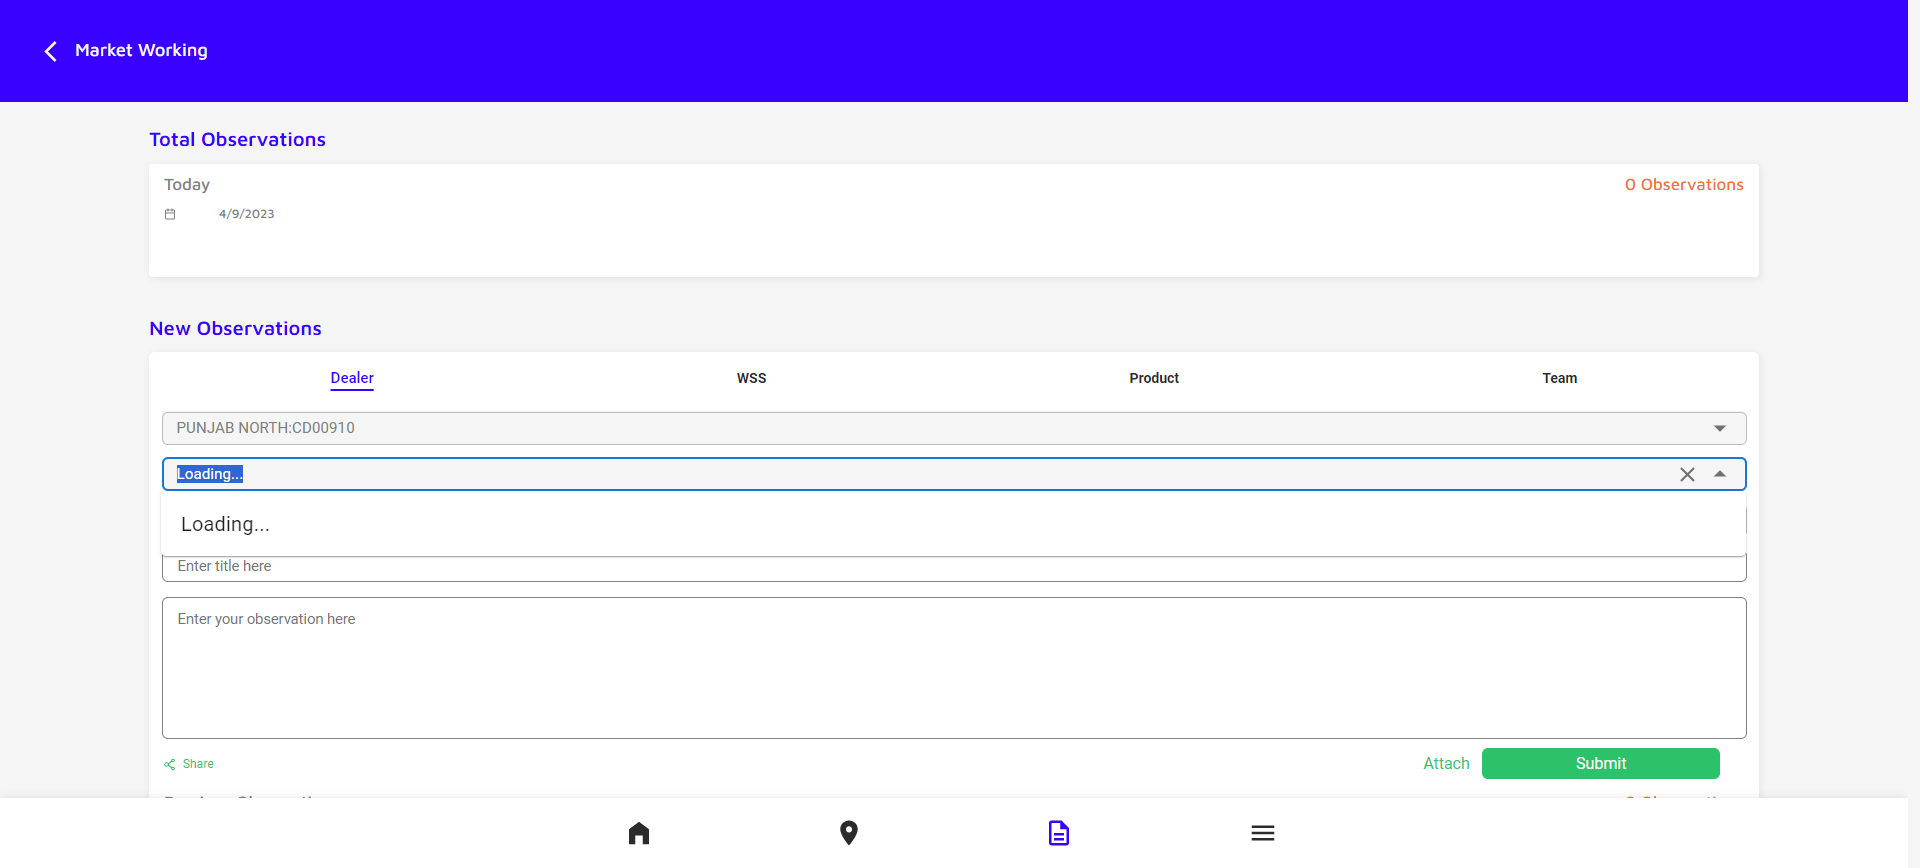 Market Working
Total Observations
Today
0 Observations
4/9/2023
New Observations
Dealer
WSS
Product
Team
PUNJAB NORTH:CD00910
Loading...
Loading...
Enter title here
Enter your observation here
Share
Attach
Submit